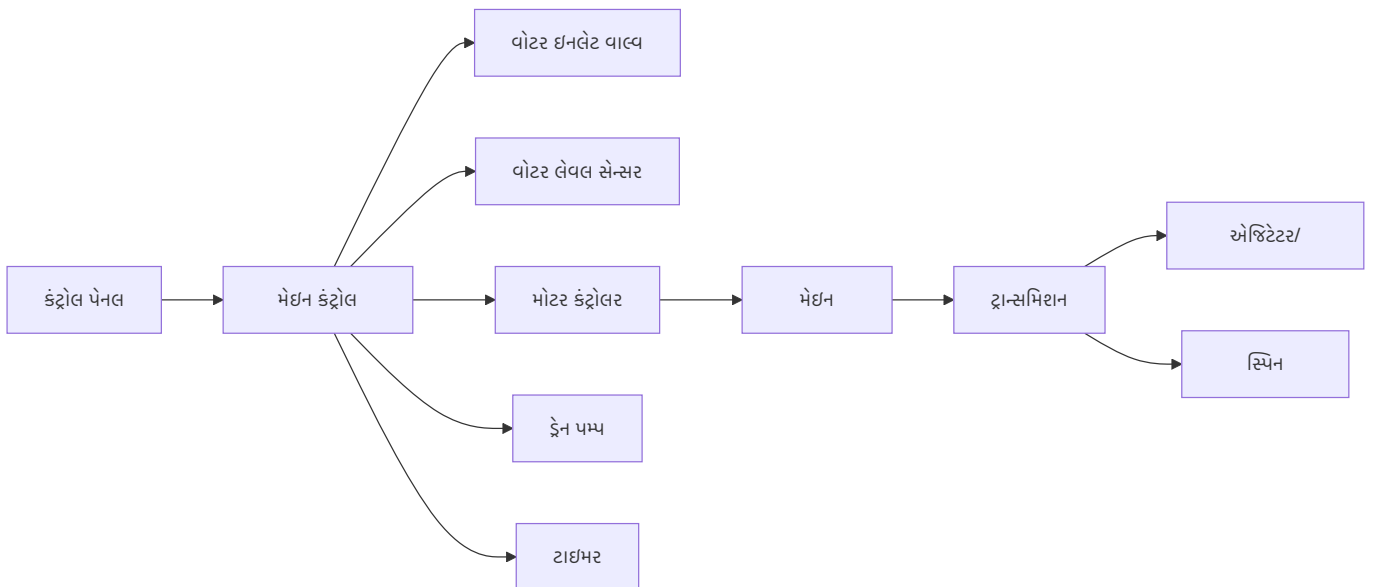 વોટર ઇનલેટ વાલ્વ
વોટર લેવલ સેન્સર
કંટ્રોલ પેનલ
મેઇન કંટ્રોલ
મોટર કંટ્રોલર
મેઇન
ટ્રાન્સમિશન
એજિટેટર/
સ્પિન
ડ્રેન પમ્પ
ટાઇમર